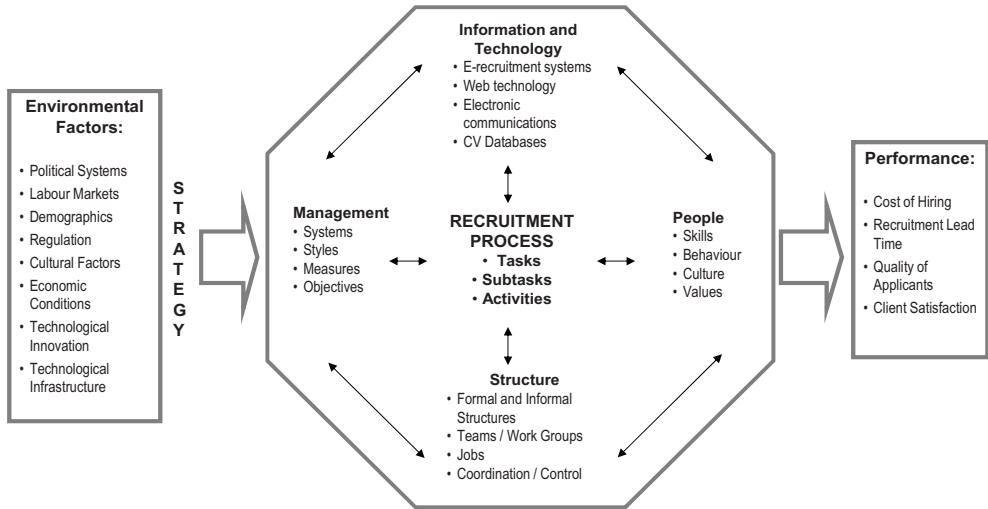 Environmental
Factors:
• Political Systems
• Labour Markets
• Demographics
• Regulation
• Cultural Factors
• Economic
Conditions
• Technological
Innovation
• Technological
Infrastructure
S
T
R
A
T
E
G
Y
Information and
Technology
• E-recruitment systems
• Web technology
• Electronic
communications
• CV Databases
Management
• Systems
• Styles
• Measures
• Objectives
RECRUITMENT
PROCESS
• Tasks
• Subtasks
• Activities
People
• Skills
• Behaviour
• Culture
• Values
Structure
• Formal and Informal
Structures
• Teams / Work Groups
• Jobs
• Coordination / Control
Performance:
• Cost of Hiring
• Recruitment Lead
Time
• Quality of
Applicants
• Client Satisfaction